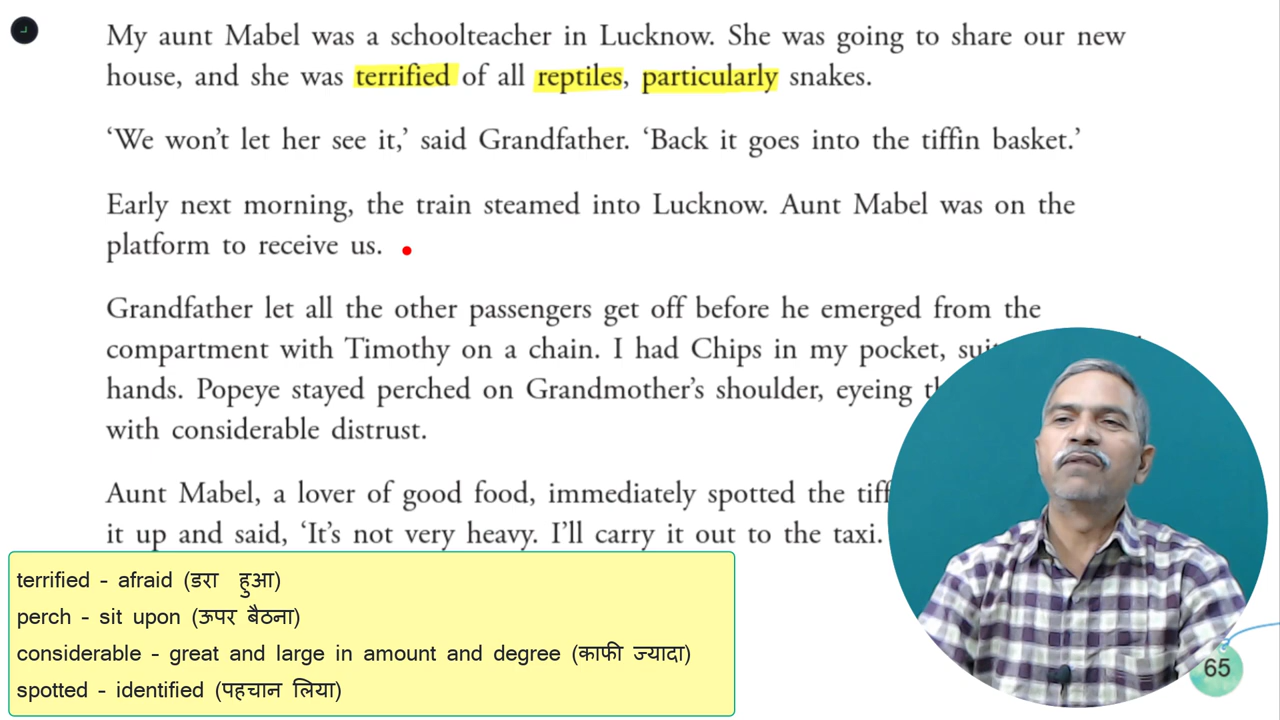 My aunt Mabel was a schoolteacher in Lucknow. She was going to share our new
house, and she was terrified of all reptiles, particularly snakes.
‘We won’t let her see it,’ said Grandfather. ‘Back it goes into the tiffin basket.’
Early next morning, the train steamed into Lucknow. Aunt Mabel was on the
platform to receive us.
Grandfather let all the other passengers get off before he emerged from the
compartment with Timothy on a chain. I had Chips in my pocket,
hands. Popeye stayed perched on Grandmother’s shoulder, eyeing
with considerable distrust.
Aunt Mabel, a lover of good food, immediately spotted the
it up and said, ‘It’s not very heavy. I’ll carry it out to the taxi.
terrified - afraid (डरा हुआ)
perch - sit upon (ऊपर बैठना)
considerable - great and large in amount and degree (काफी ज्यादा)
spotted - identified (पहचान लिया)
65